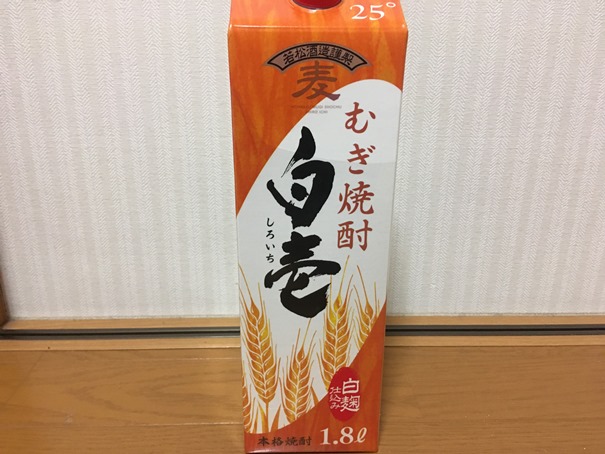 25°
若松酒造謹製
麦
むぎ焼酎
白壱
しろいち
白麹
仕込み
本格焼酎
1.8ℓ